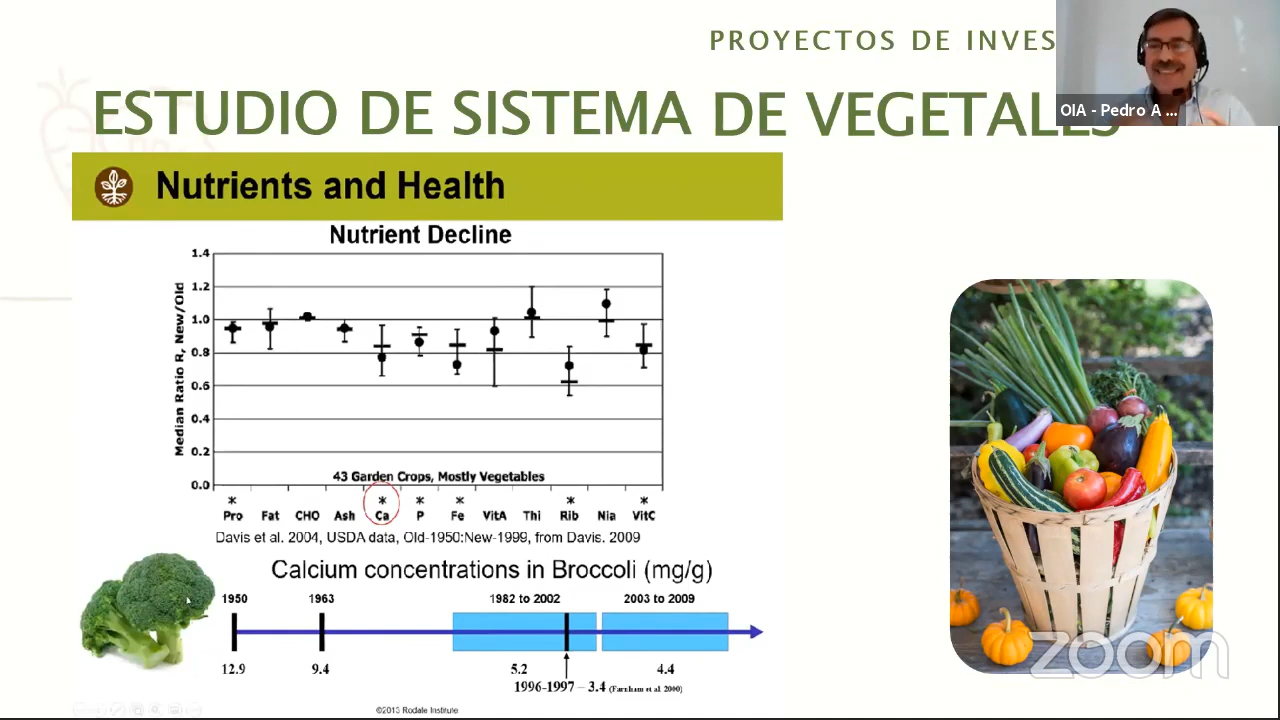 PROYECTOS DE INVES
ESTUDIO DE SISTEMA DE VEGETALES
OIA - Pedro A ...
Nutrients and Health
Nutrient Decline
Median Ratio R, New/Old
1.4
1.2
1.0
0.8
0.6
0.4
0.2
0.0
43 Garden Crops, Mostly Vegetables
* * * * * *
Pro Fat CHO Ash Ca P Fe VitA Thi Rib Nia VitC
Davis et al. 2004, USDA data, Old-1950:New-1999, from Davis. 2009
Calcium concentrations in Broccoli (mg/g)
1950 1963 1982 to 2002 2003 to 2009
12.9 9.4 5.2 4.4
1996-1997 – 3.4 (Farnham et al. 2000)
©2013 Rodale Institute
zoom